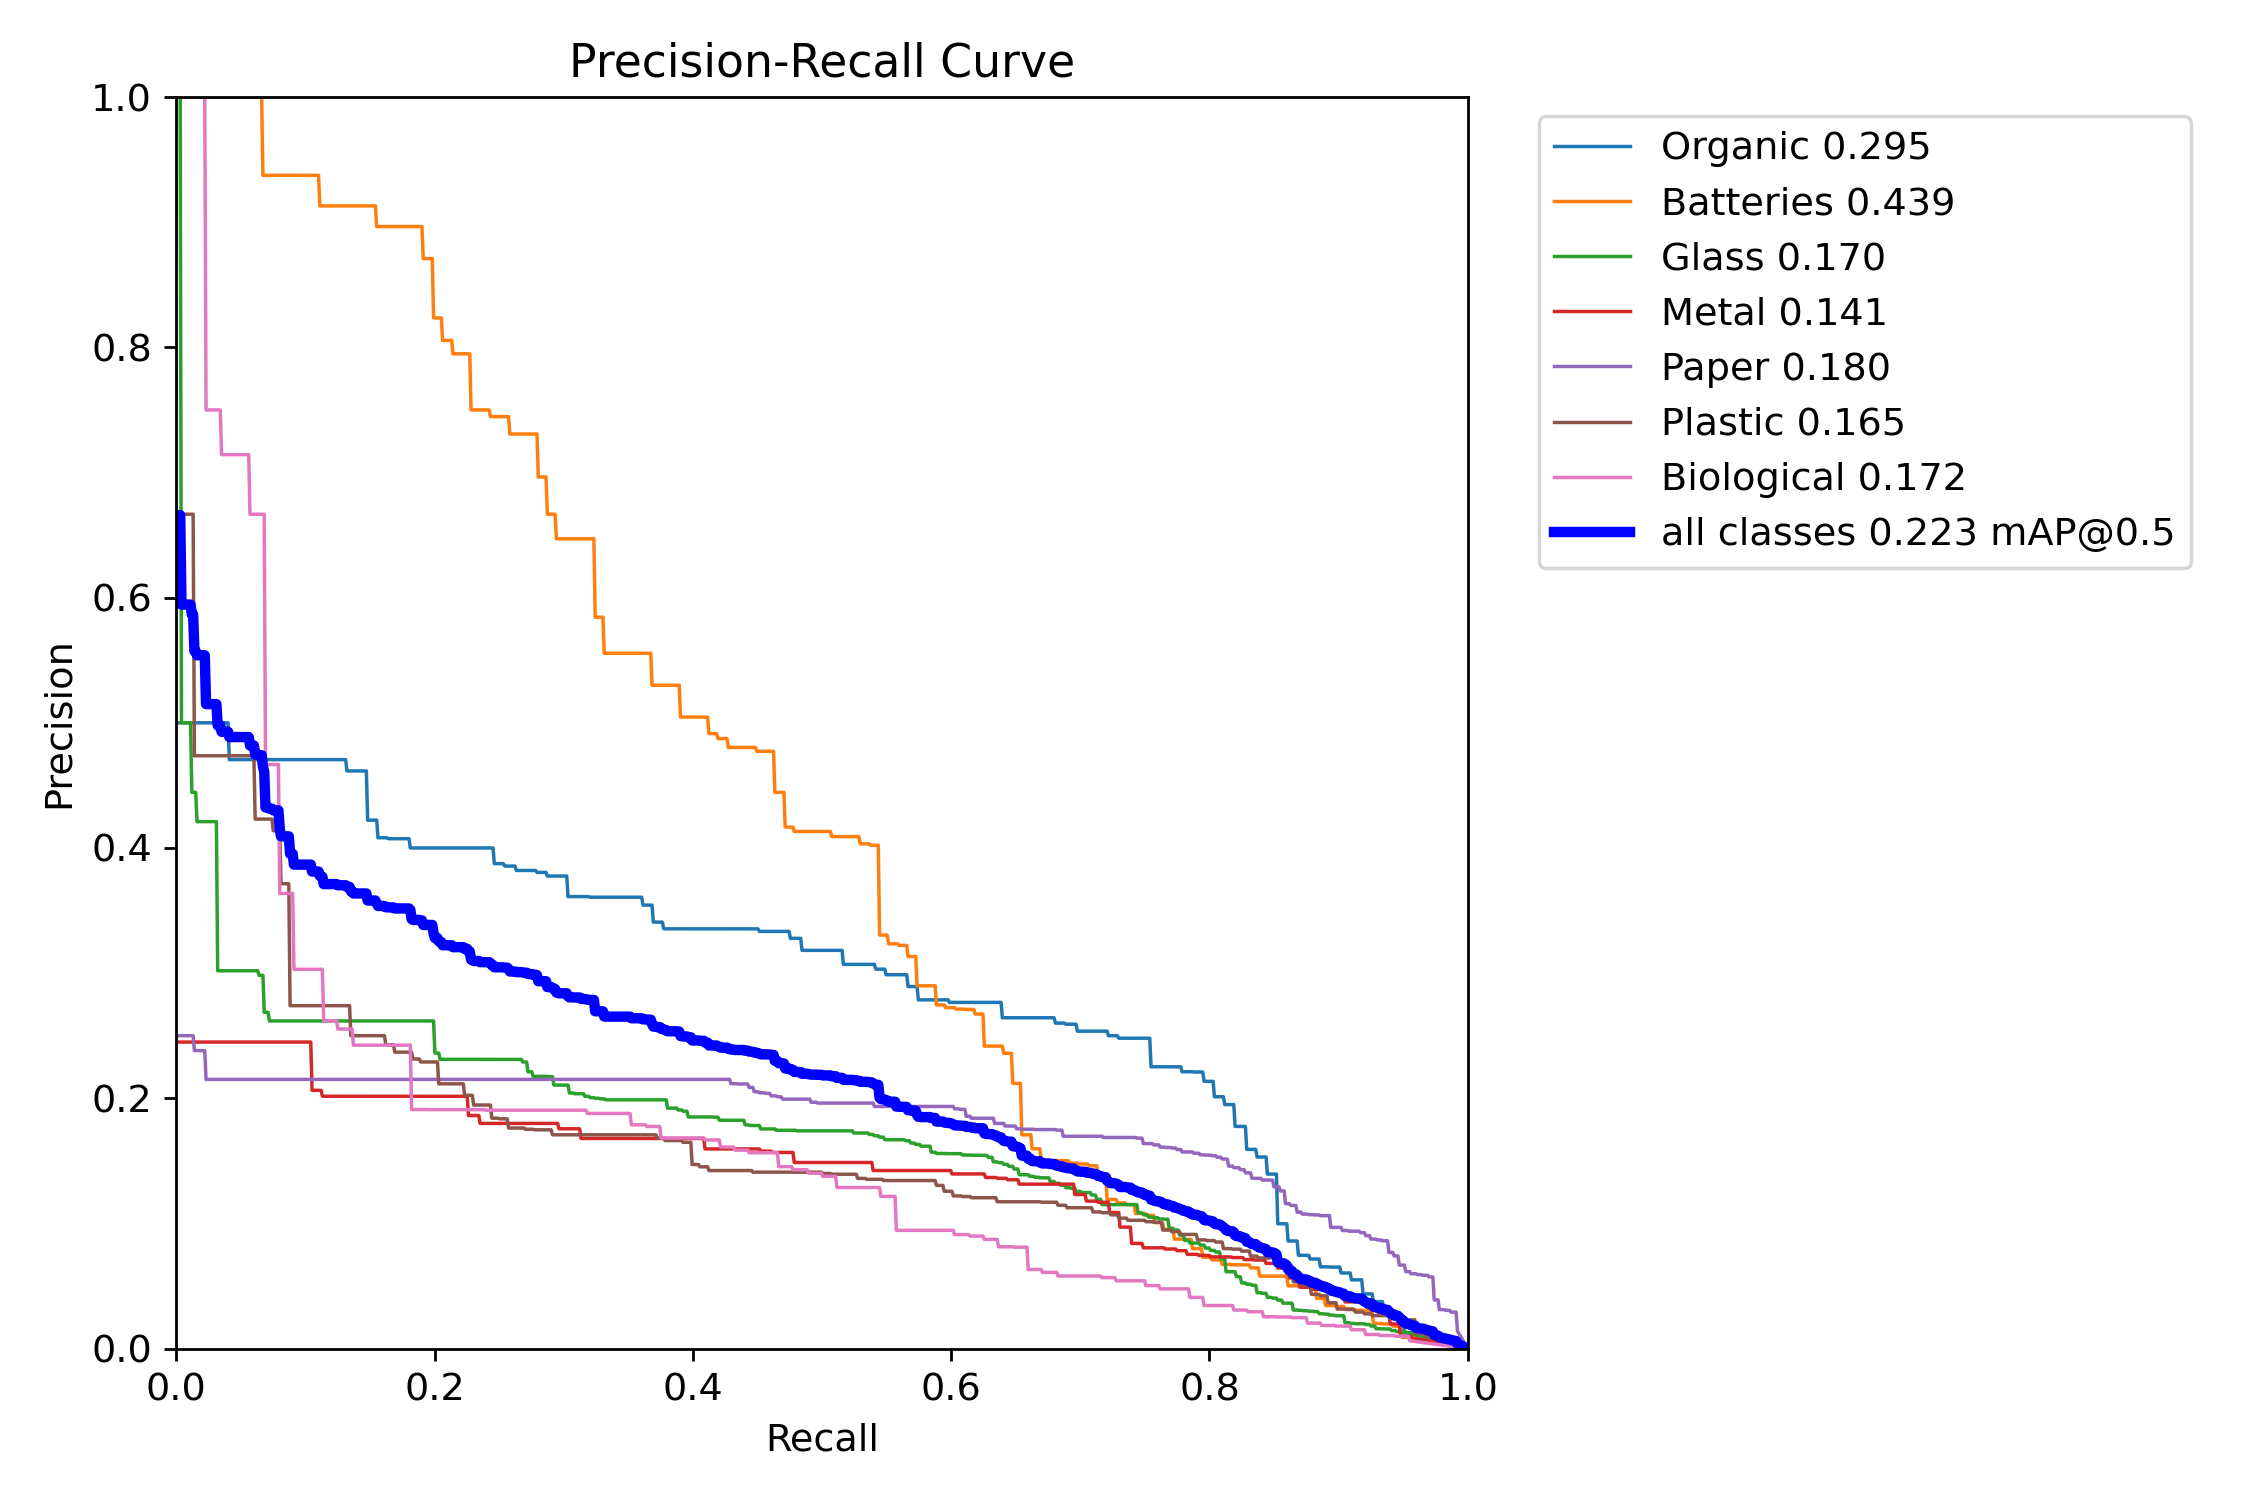 Precision-Recall Curve
1.0
0.8
0.6
0.4
0.2
0.0
Precision
0.0 0.2 0.4 0.6 0.8 1.0
Recall
Organic 0.295
Batteries 0.439
Glass 0.170
Metal 0.141
Paper 0.180
Plastic 0.165
Biological 0.172
all classes 0.223 mAP@0.5